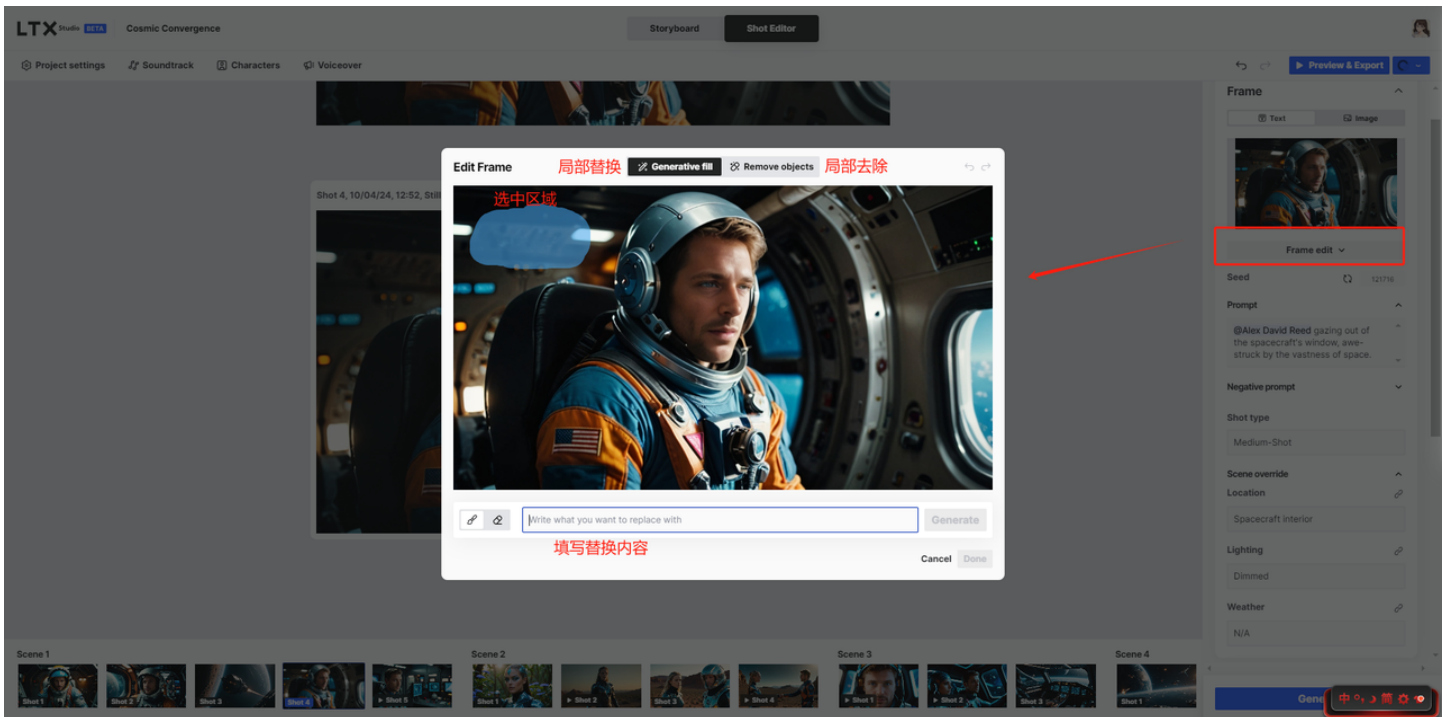 LTX Studio BETA Cosmic Convergence Storyboard Shot Editor
Project settings Soundtrack Characters Voiceover Preview & Export
Frame
Text Image
Edit Frame 局部替换 Generative fill Remove objects 局部去除
选中区域
Shot 4, 10/04/24, 12:52, Still
Frame edit
Seed 121716
Prompt
@Alex David Reed gazing out of
the spacecraft's window, awe-
struck by the vastness of space.
Negative prompt
Shot type
Medium-Shot
Scene override
Location
Spacecraft interior
Write what you want to replace with Generate
填写替换内容
Lighting
Cancel Done
Dimmed
Weather
N/A
Scene 1 Scene 2 Scene 3 Scene 4
Shot 1 Shot 2 Shot 3 Shot 4 Shot 5 Shot 1 Shot 2 Shot 3 Shot 4 Shot 1 Shot 2 Shot 3 Shot 1
中 简